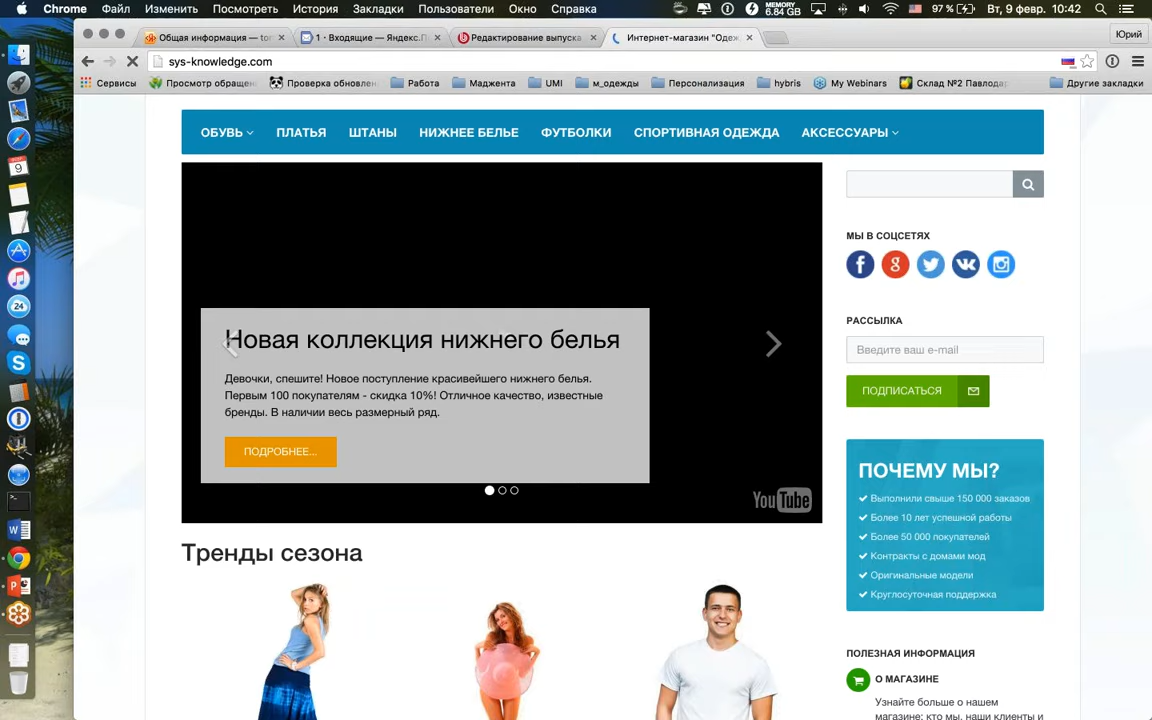 Chrome Файл Изменить Посмотреть История Закладки Пользователи Окно Справка MEMORY 6.84 GB 97 % Вт, 9 февр. 10:42
Общая информация — tor 1 · Входящие — Яндекс.П Редактирование выпуска Интернет-магазин "Одеж Юрий
sys-knowledge.com
Сервисы Просмотр обращен Проверка обновлен Работа Маджента UMI м_одежды Персонализация hybris My Webinars Склад №2 Павлодар Другие закладки
ОБУВЬ ПЛАТЬЯ ШТАНЫ НИЖНЕЕ БЕЛЬЕ ФУТБОЛКИ СПОРТИВНАЯ ОДЕЖДА АКСЕССУАРЫ
МЫ В СОЦСЕТЯХ
РАССЫЛКА
Введите ваш e-mail
ПОДПИСАТЬСЯ
Новая коллекция нижнего белья
Девочки, спешите! Новое поступление красивейшего нижнего белья.
Первым 100 покупателям - скидка 10%! Отличное качество, известные
бренды. В наличии весь размерный ряд.
ПОДРОБНЕЕ...
YouTube
ПОЧЕМУ МЫ?
Выполнили свыше 150 000 заказов
Более 10 лет успешной работы
Более 50 000 покупателей
Контракты с домами мод
Оригинальные модели
Круглосуточная поддержка
Тренды сезона
ПОЛЕЗНАЯ ИНФОРМАЦИЯ
О МАГАЗИНЕ
Узнайте больше о нашем
магазине: кто мы, наши клиенты и